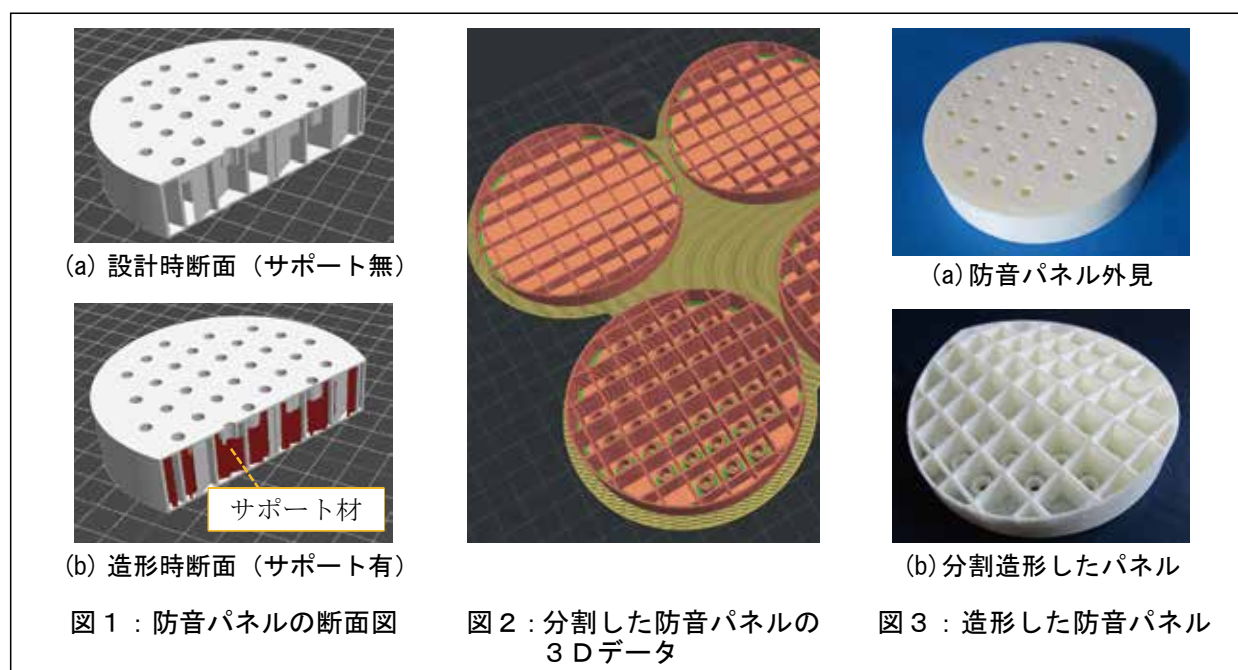 (a) 設計時断面（サポート無）
サポート材
(b) 造形時断面（サポート有）
図１：防音パネルの断面図
図２：分割した防音パネルの
３Ｄデータ
(a) 防音パネル外見
(b) 分割造形したパネル
図３：造形した防音パネル